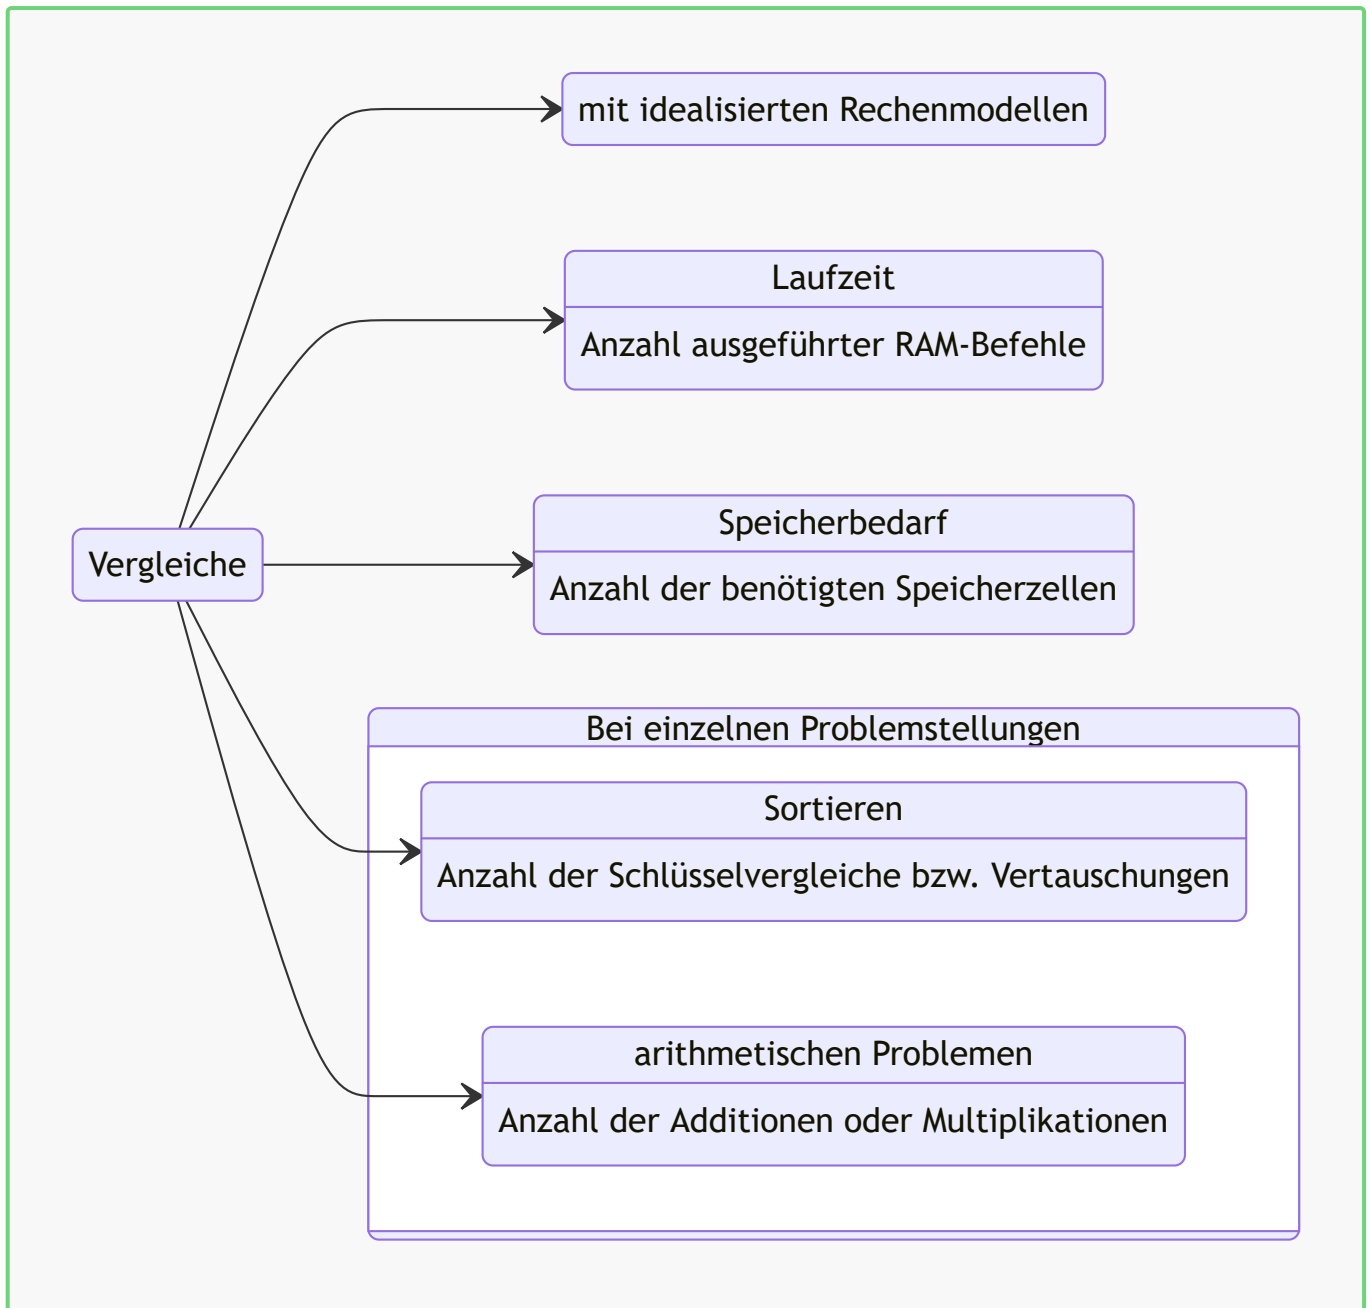 mit idealisierten Rechenmodellen
Laufzeit
Anzahl ausgeführter RAM-Befehle
Vergleiche
Speicherbedarf
Anzahl der benötigten Speicherzellen
Bei einzelnen Problemstellungen
Sortieren
Anzahl der Schlüsselvergleiche bzw. Vertauschungen
arithmetischen Problemen
Anzahl der Additionen oder Multiplikationen